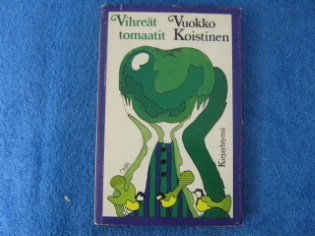 Vihreät Vuokko
tomaatit Koistinen
Kirjayhtymä